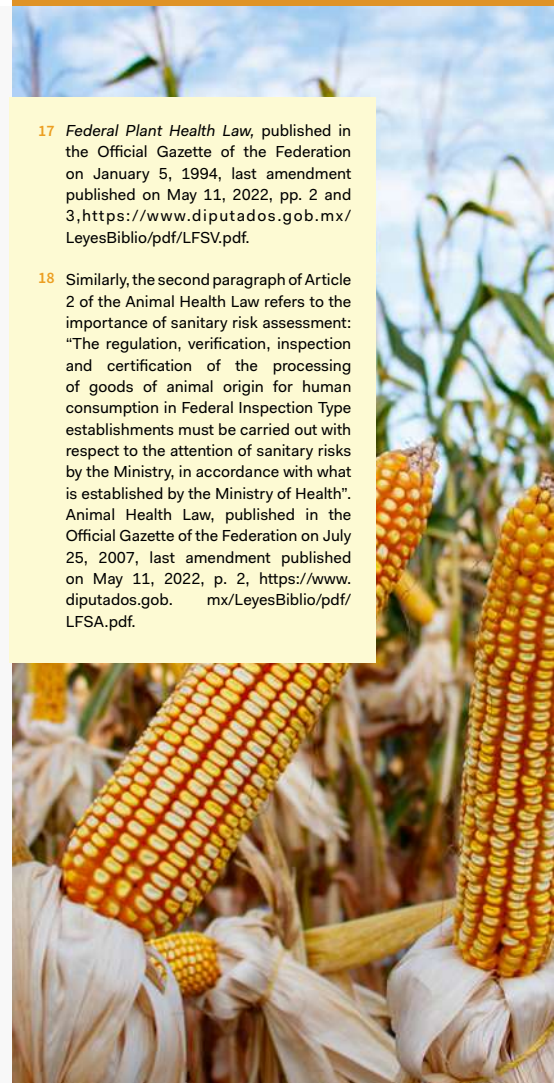 17 Federal Plant Health Law, published in
the Official Gazette of the Federation
on January 5, 1994, last amendment
published on May 11, 2022, pp. 2 and
3,https://www.diputados.gob.mx/
LeyesBiblio/pdf/LFSV.pdf.
18 Similarly, the second paragraph of Article
2 of the Animal Health Law refers to the
importance of sanitary risk assessment:
“The regulation, verification, inspection
and certification of the processing
of goods of animal origin for human
consumption in Federal Inspection Type
establishments must be carried out with
respect to the attention of sanitary risks
by the Ministry, in accordance with what
is established by the Ministry of Health”.
Animal Health Law, published in the
Official Gazette of the Federation on July
25, 2007, last amendment published
on May 11, 2022, p. 2, https://www.
diputados.gob. mx/LeyesBiblio/pdf/
LFSA.pdf.